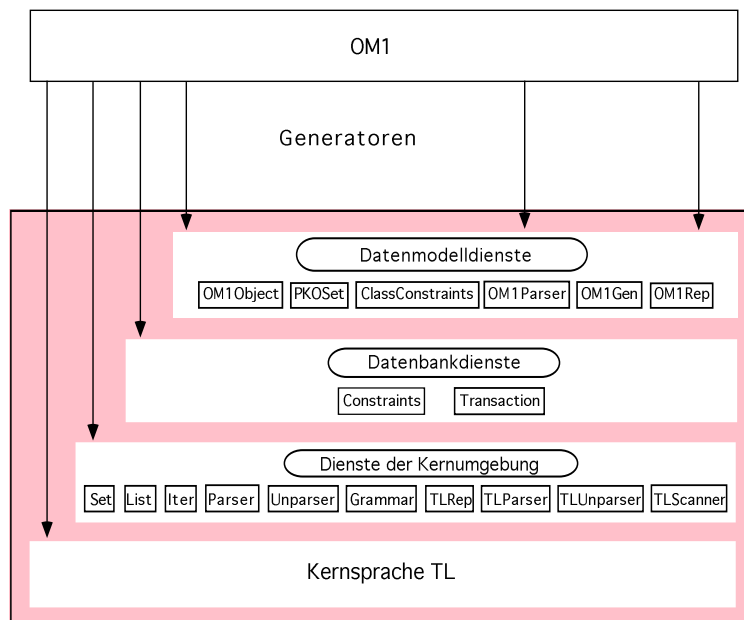 OM1
Generatoren
Datenmodelldienste
OM1Object PKOSet ClassConstraints OM1Parser OM1Gen OM1Rep
Datenbankdienste
Constraints Transaction
Dienste der Kernumgebung
Set List Iter Parser Unparser Grammar TLRep TLParser TLUnparser TLScanner
Kernsprache TL